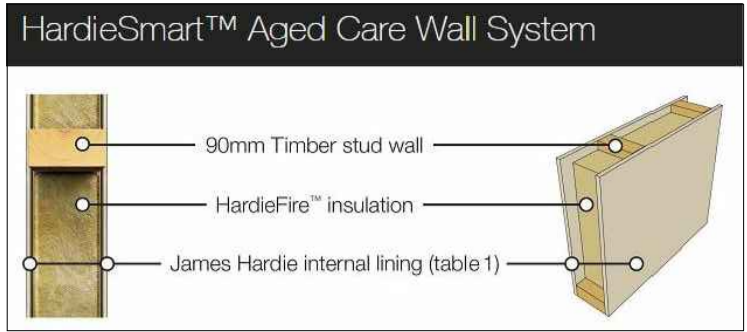 HardieSmart™ Aged Care Wall System
90mm Timber stud wall
HardieFire™ insulation
James Hardie internal lining (table 1)